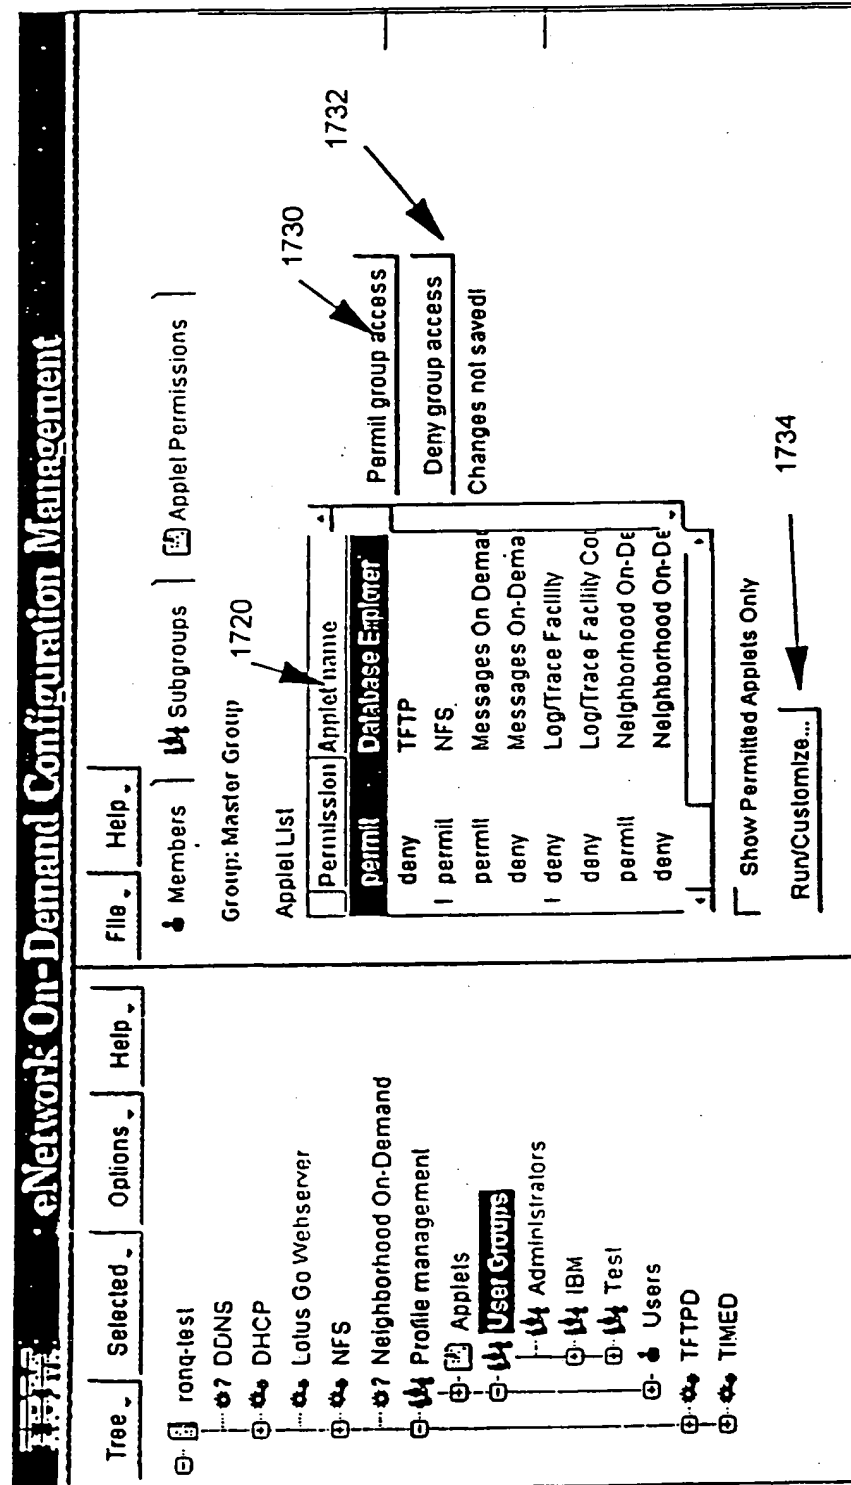 IBM eNetwork On-Demand Configuration Management
Tree Selected Options Help
ronq-test
? DDNS
DHCP
Lotus Go Webserver
NFS
? Neighborhood On-Demand
Profile management
Applets
User Groups
Administrators
IBM
Test
Users
TFTPD
TIMED
File Help
Members Subgroups Applet Permissions
Group: Master Group
Applet List
Permission Applet name
permit Database Explorer
deny TFTP
permit NFS
permit Messages On Deman
deny Messages On-Dema
deny Log/Trace Facility
deny Log/Trace Facility Co
permit Neighborhood On-De
deny Neighborhood On-De
Show Permitted Applets Only
Run/Customize...
Permit group access
Deny group access
Changes not saved!
1720
1730
1732
1734